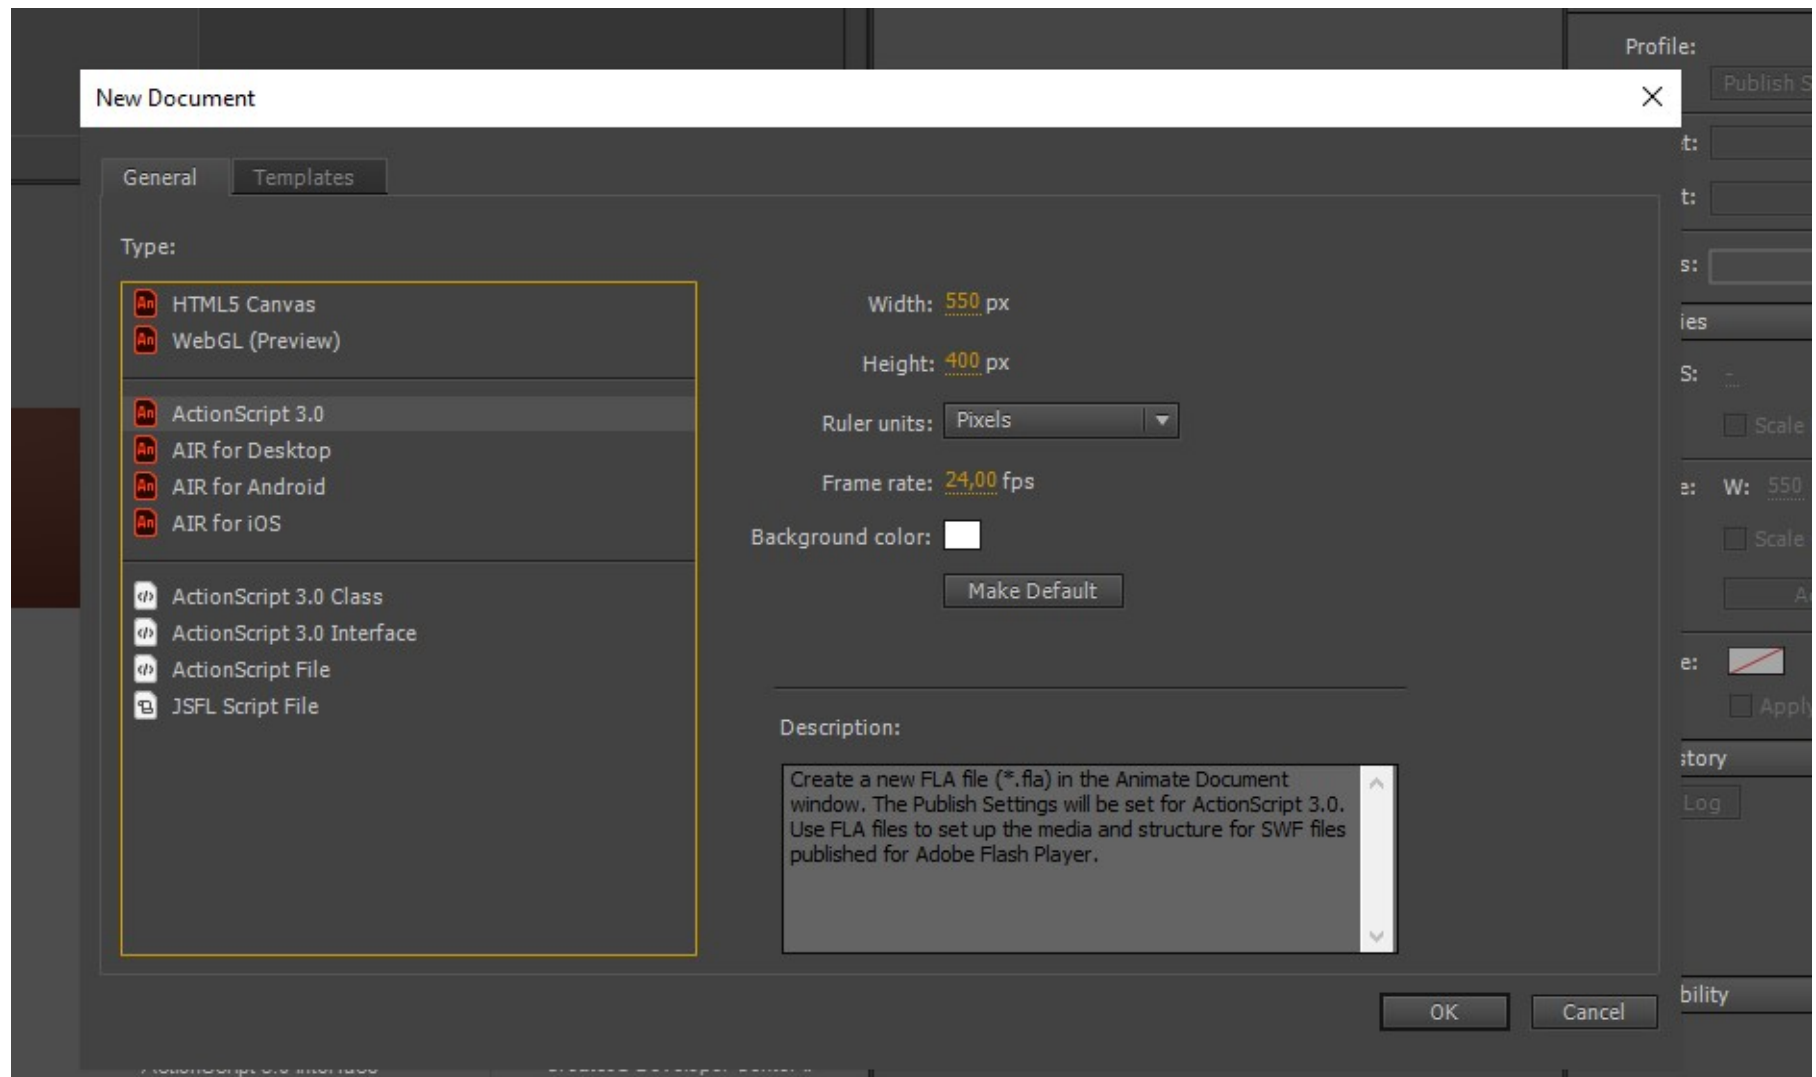 Profile:
New Document
Publish S
General
Templates
t:
t:
Type:
s:
HTML5 Canvas
WebGL (Preview)
ActionScript 3.0
AIR for Desktop
AIR for Android
AIR for iOS
ActionScript 3.0 Class
ActionScript 3.0 Interface
ActionScript File
JSFL Script File
Width: 550 px
Height: 400 px
Ruler units: Pixels
Frame rate: 24,00 fps
Background color:
Make Default
Description:
Create a new FLA file (*.fla) in the Animate Document
window. The Publish Settings will be set for ActionScript 3.0.
Use FLA files to set up the media and structure for SWF files
published for Adobe Flash Player.
OK
Cancel
ies
S: -
Scale
e: W: 550
Scale
e:
Apply
story
Log
bility